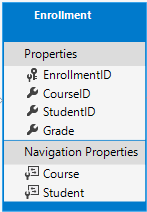 Enrollment
Properties
EnrollmentID
CourseID
StudentID
Grade
Navigation Properties
Course
Student